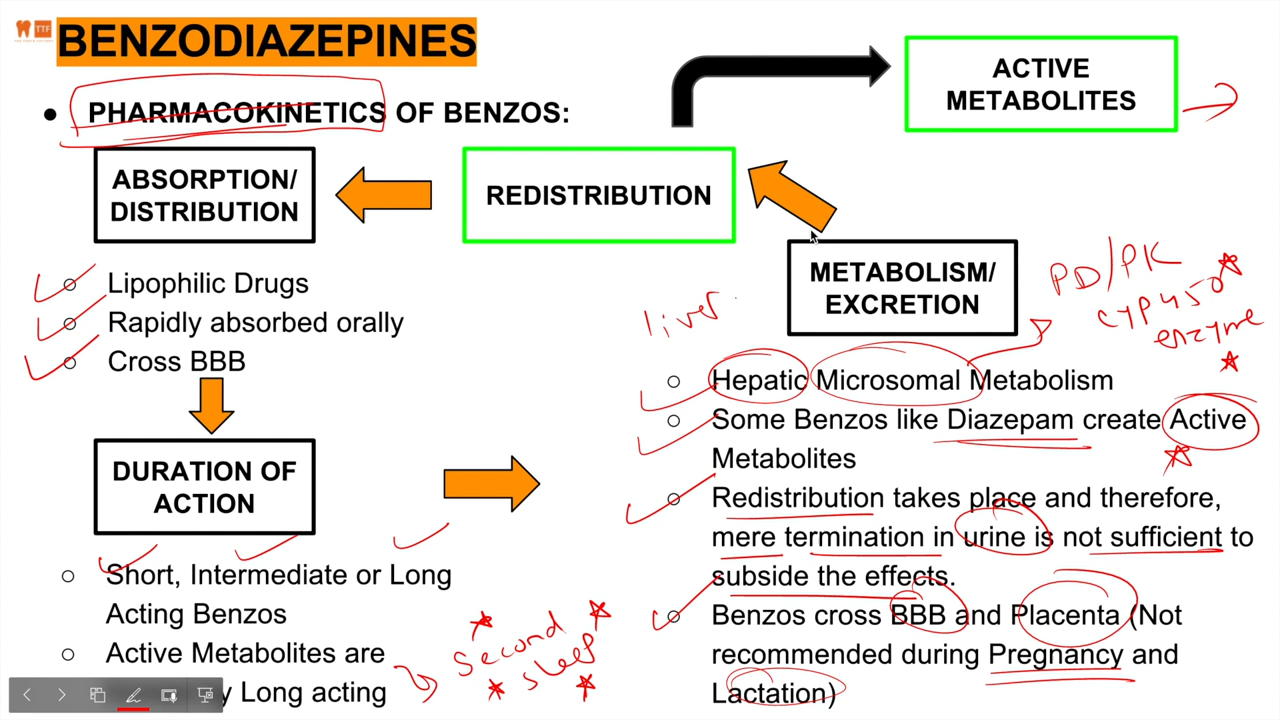 TTF
BENZODIAZEPINES
PHARMACOKINETICS OF BENZOS:
ACTIVE
METABOLITES
ABSORPTION/
DISTRIBUTION
REDISTRIBUTION
METABOLISM/
EXCRETION
Lipophilic Drugs
Rapidly absorbed orally
Cross BBB
DURATION OF
ACTION
Short, Intermediate or Long
Acting Benzos
Active Metabolites are
Long acting
second
sleep
liver
PD/PK
CYP450
enzyme
Hepatic Microsomal Metabolism
Some Benzos like Diazepam create Active
Metabolites
Redistribution takes place and therefore,
mere termination in urine is not sufficient to
subside the effects.
Benzos cross BBB and Placenta (Not
recommended during Pregnancy and
Lactation)